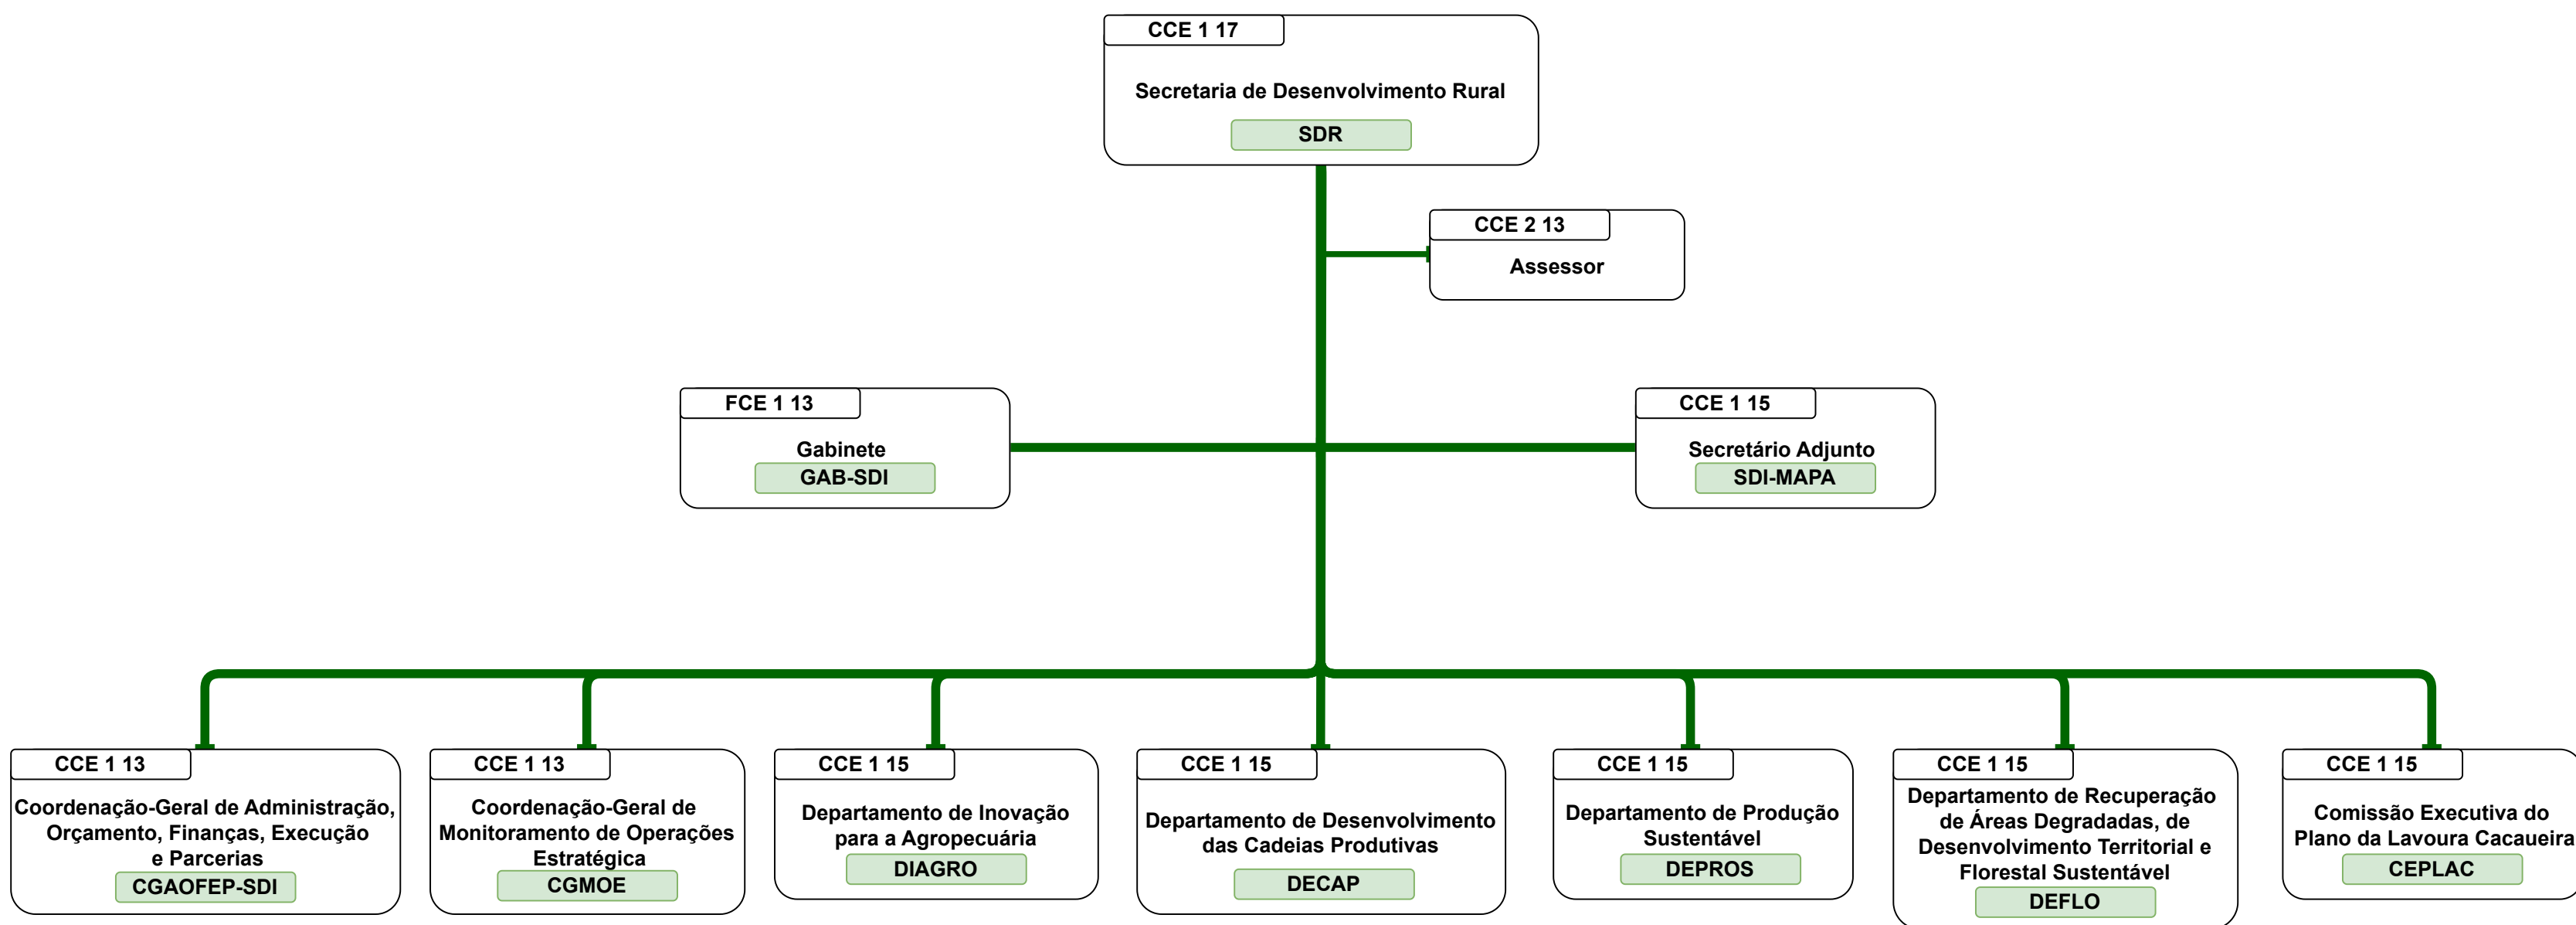 CCE 1 17
Secretaria de Desenvolvimento Rural
SDR
CCE 2 13
Assessor
FCE 1 13
Gabinete
GAB-SDI
CCE 1 15
Secretário Adjunto
SDI-MAPA
CCE 1 13
Coordenação-Geral de Administração,
Orçamento, Finanças, Execução
e Parcerias
CGAOFEP-SDI
CCE 1 13
Coordenação-Geral de
Monitoramento de Operações
Estratégica
CGMOE
CCE 1 15
Departamento de Inovação
para a Agropecuária
DIAGRO
CCE 1 15
Departamento de Desenvolvimento
das Cadeias Produtivas
DECAP
CCE 1 15
Departamento de Produção
Sustentável
DEPROS
CCE 1 15
Departamento de Recuperação
de Áreas Degradadas, de
Desenvolvimento Territorial e
Florestal Sustentável
DEFLO
CCE 1 15
Comissão Executiva do
Plano da Lavoura Cacaueira
CEPLAC